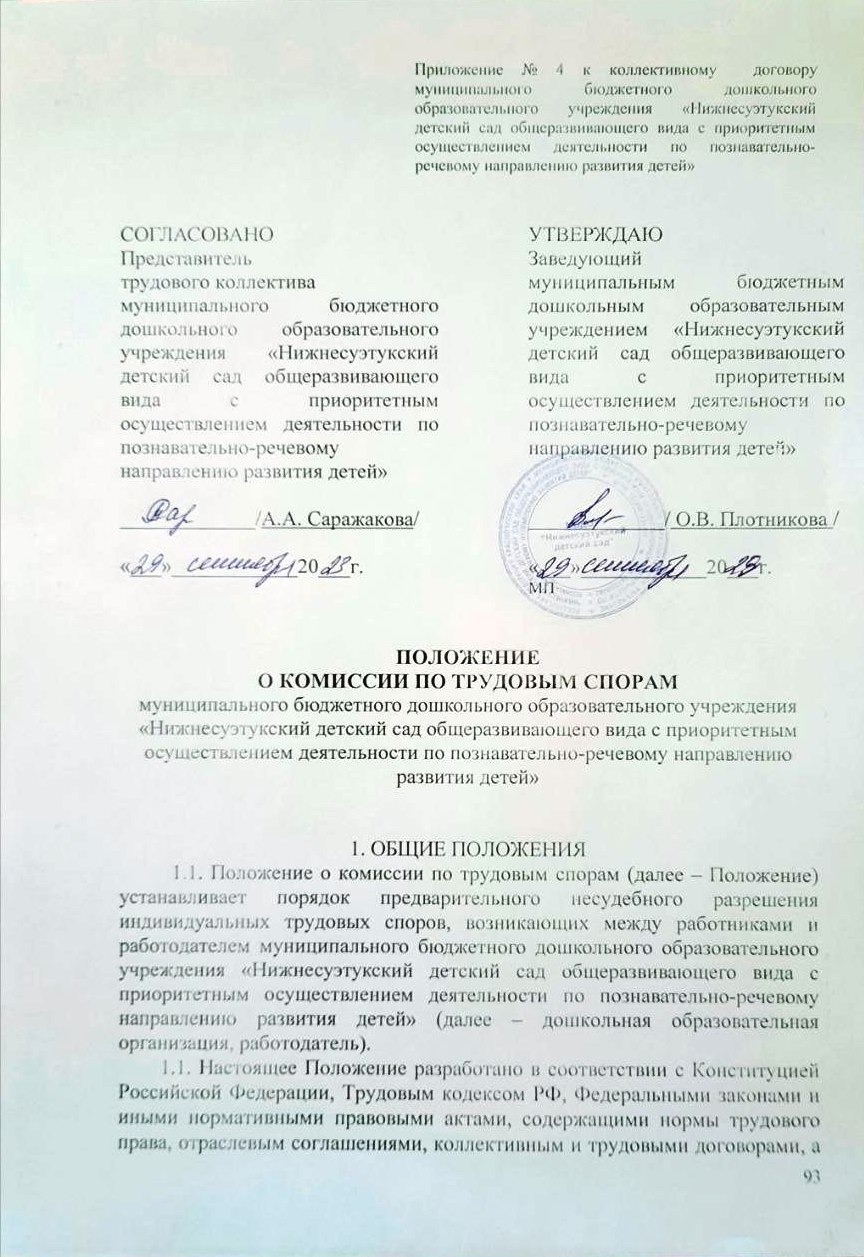 Приложение № 4 к коллективному договору
муниципального бюджетного дошкольного
образовательного учреждения «Нижнесуэтукский
детский сад общеразвивающего вида с приоритетным
осуществлением деятельности по познавательно-
речевому направлению развития детей»
СОГЛАСОВАНО
Представитель
трудового коллектива
муниципального бюджетного
дошкольного образовательного
учреждения «Нижнесуэтукский
детский сад общеразвивающего
вида с приоритетным
осуществлением деятельности по
познавательно-речевому
направлению развития детей»
/А.А. Саражакова/
«29» сентября 2023 г.
УТВЕРЖДАЮ
Заведующий
муниципальным бюджетным
дошкольным образовательным
учреждением «Нижнесуэтукский
детский сад общеразвивающего
вида с приоритетным
осуществлением деятельности по
познавательно-речевому
направлению развития детей»
/ О.В. Плотникова /
"Нижнесуэтукский
детский сад"
«29» сентября 2023 г.
МП
ПОЛОЖЕНИЕ
О КОМИССИИ ПО ТРУДОВЫМ СПОРАМ
муниципального бюджетного дошкольного образовательного учреждения
«Нижнесуэтукский детский сад общеразвивающего вида с приоритетным
осуществлением деятельности по познавательно-речевому направлению
развития детей»
1. ОБЩИЕ ПОЛОЖЕНИЯ
1.1. Положение о комиссии по трудовым спорам (далее – Положение)
устанавливает порядок предварительного несудебного разрешения
индивидуальных трудовых споров, возникающих между работниками и
работодателем муниципального бюджетного дошкольного образовательного
учреждения «Нижнесуэтукский детский сад общеразвивающего вида с
приоритетным осуществлением деятельности по познавательно-речевому
направлению развития детей» (далее – дошкольная образовательная
организация, работодатель).
1.1. Настоящее Положение разработано в соответствии с Конституцией
Российской Федерации, Трудовым кодексом РФ, Федеральными законами и
иными нормативными правовыми актами, содержащими нормы трудового
права, отраслевым соглашениями, коллективным и трудовыми договорами, а
93